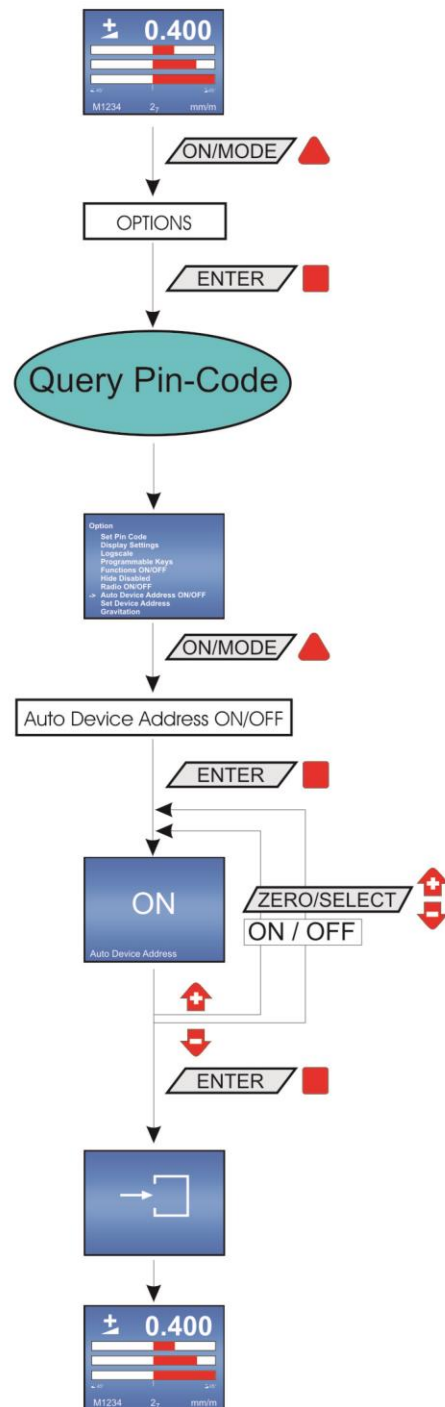 ± 0.400
M1234 2₇ mm/m
ON/MODE
OPTIONS
ENTER
Query Pin-Code
Option
Set Pin Code
Display Settings
Logscale
Programmable Keys
Functions ON/OFF
Hide Disabled
Radio ON/OFF
-> Auto Device Address ON/OFF
Set Device Address
Gravitation
ON/MODE
Auto Device Address ON/OFF
ENTER
ON
Auto Device Address
ZERO/SELECT
ON / OFF
ENTER
± 0.400
M1234 2₇ mm/m